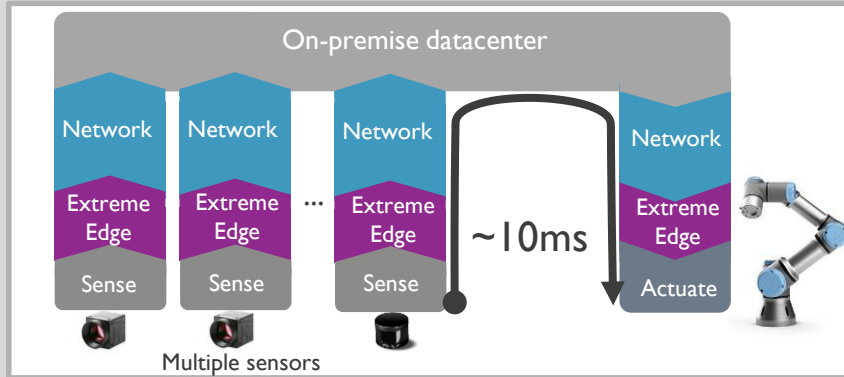 On-premise datacenter
Network
Network
Network
Network
Extreme
Edge
Extreme
Edge
...
Extreme
Edge
Extreme
Edge
~10ms
Sense
Sense
Sense
Actuate
Multiple sensors